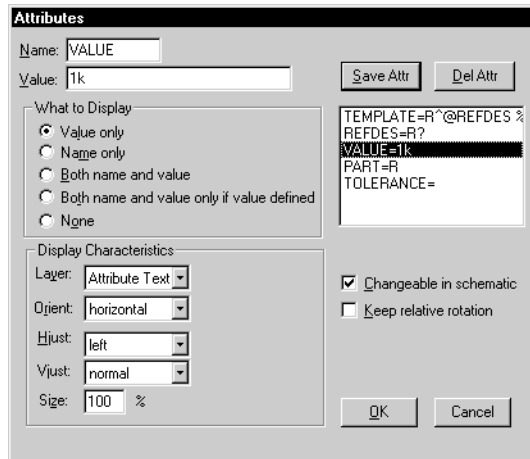 Attributes
Name: VALUE
Value: 1k
Save Attr
Del Attr
What to Display
Value only
Name only
Both name and value
Both name and value only if value defined
None
TEMPLATE=R^@REFDES %
REFDES=R?
VALUE=1k
PART=R
TOLERANCE=
Display Characteristics
Layer: Attribute Text
Orient: horizontal
Hjust: left
Vjust: normal
Size: 100 %
Changeable in schematic
Keep relative rotation
OK
Cancel